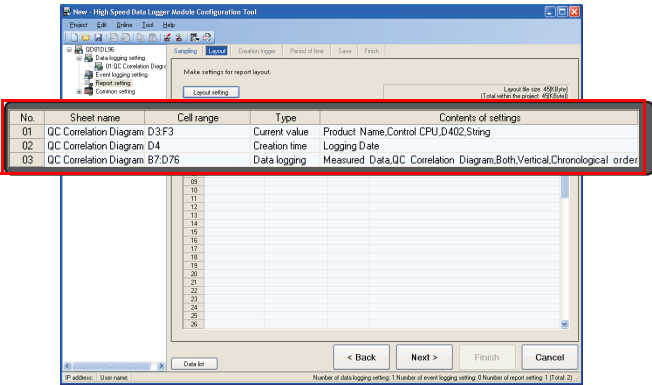 New - High Speed Data Logger Module Configuration Tool
Project Edit Online Tool Help
QD81DL96
Data logging setting
01:QC Correlation Diagra
Event logging setting
Report setting
Common setting
Sampling Layout Creation trigger Period of time Save Finish
Make settings for report layout.
Layout setting
Layout file size 45[KByte]
(Total within the project 45[KByte])
No. Sheet name Cell range Type Contents of settings
01 QC Correlation Diagram D3:F3 Current value Product Name,Control CPU,D402,String
02 QC Correlation Diagram D4 Creation time Logging Date
03 QC Correlation Diagram B7:D76 Data logging Measured Data,QC Correlation Diagram,Both,Vertical,Chronological order
09
10
11
12
13
14
15
16
17
18
19
20
21
22
23
24
25
26
Data list
< Back Next > Finish Cancel
IP address: User name: Number of data logging setting: 1 Number of event logging setting: 0 Number of report setting: 1 (Total: 2)